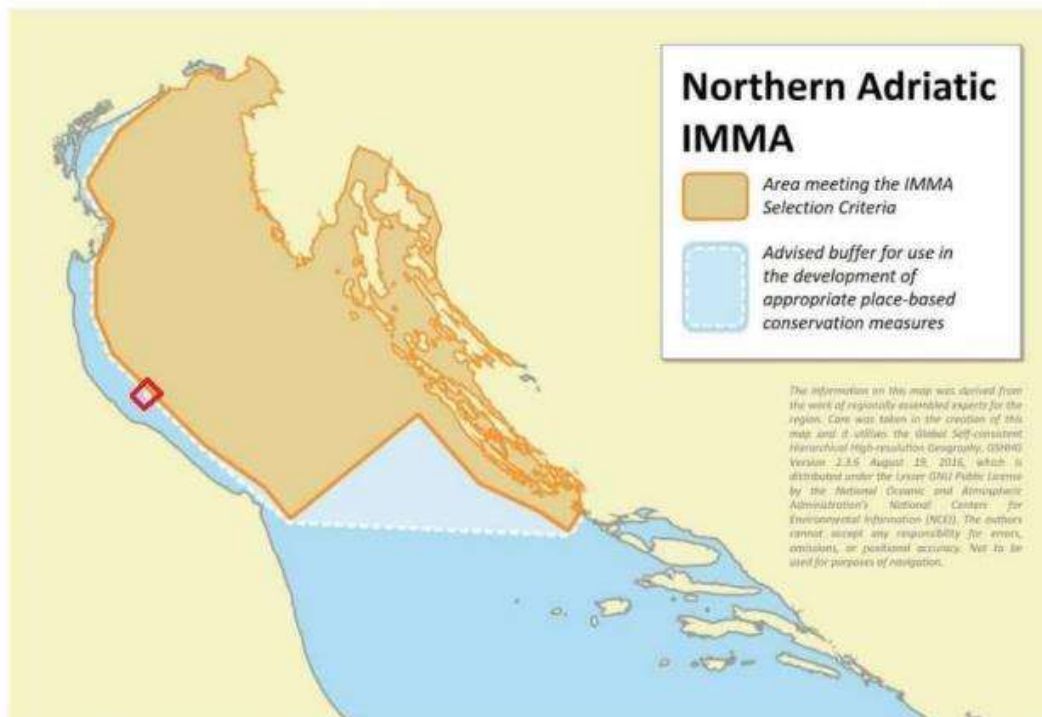 Northern Adriatic
IMMA
Area meeting the IMMA
Selection Criteria
Advised buffer for use in
the development of
appropriate place-based
conservation measures
The information on this map was derived from
the work of regionally assembled experts for the
region. Care was taken in the creation of this
map and it utilises the Global Self-consistent
Hierarchical High-resolution Geography, GSHHG
Version 2.3.6 August 19, 2016, which is
distributed under the Lesser GNU Public License
by the National Oceanic and Atmospheric
Administration's National Centers for
Environmental Information (NCEI). The authors
cannot accept any responsibility for errors,
omissions, or positional accuracy. Not to be
used for purposes of navigation.